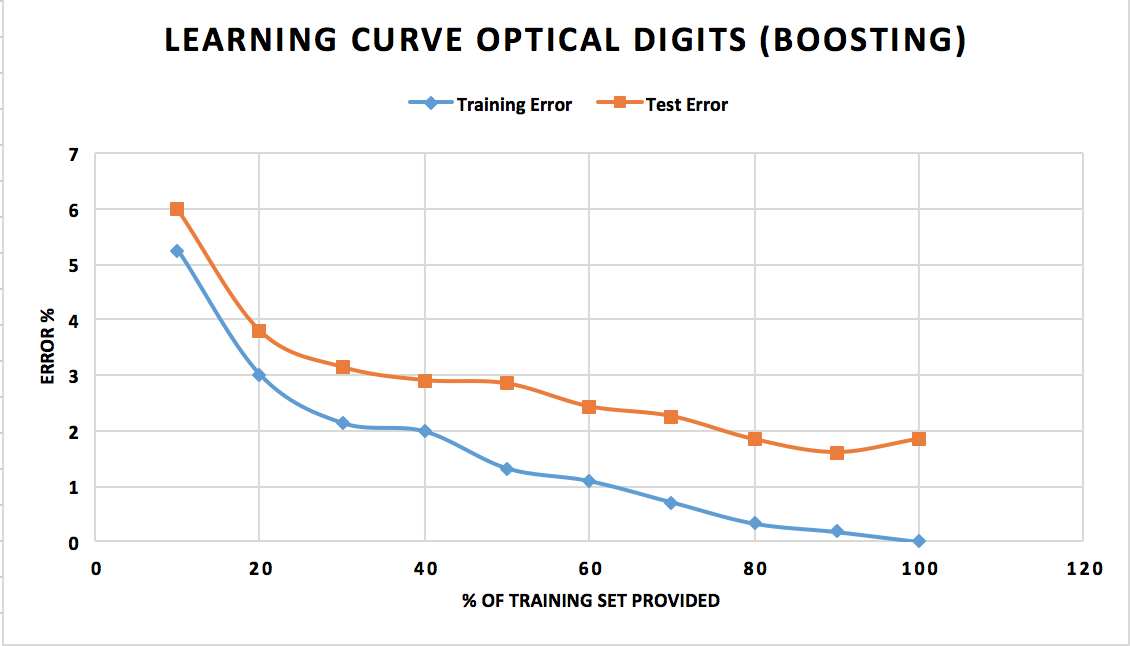 LEARNING CURVE OPTICAL DIGITS (BOOSTING)
Training Error Test Error
7
6
5
4
3
2
1
0
ERROR %
0 20 40 60 80 100 120
% OF TRAINING SET PROVIDED